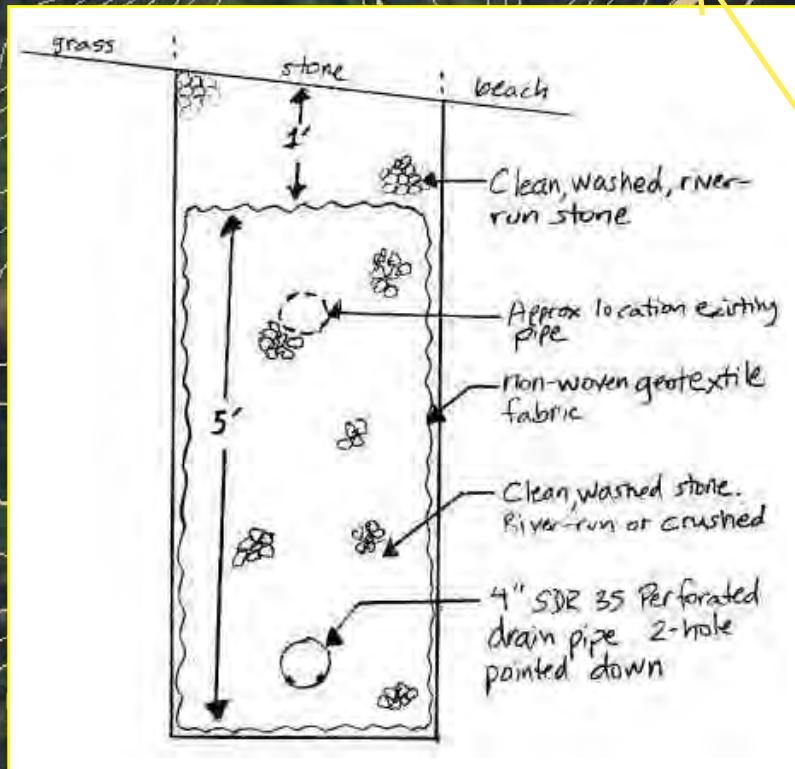 grass
stone
beach
1'
Clean, washed, river-
run stone
Approx location existing
pipe
non-woven geotextile
fabric
5'
Clean, washed stone.
River-run or crushed
4" SDR 35 Perforated
drain pipe 2-hole
pointed down